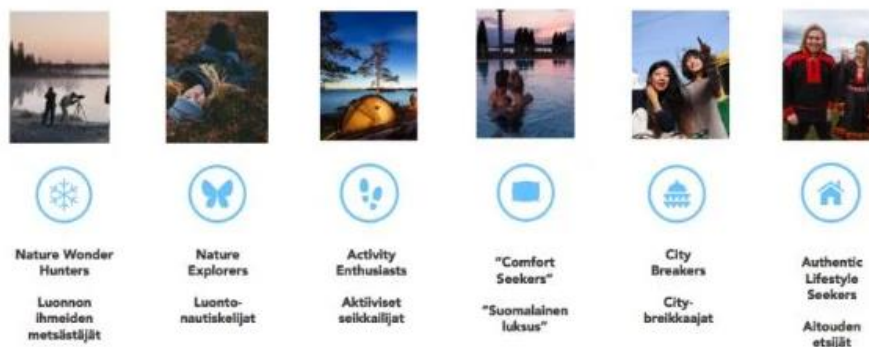 Nature Wonder
Hunters
Luonnon
ihmeiden
metsästäjät
Nature
Explorers
Luonto-
nautiskelijat
Activity
Enthusiasts
Aktiiviset
seikkailijat
"Comfort
Seekers"
"Suomalainen
luksus"
City
Breakers
City-
breikkaajat
Authentic
Lifestyle
Seekers
Aitouden
etsijät